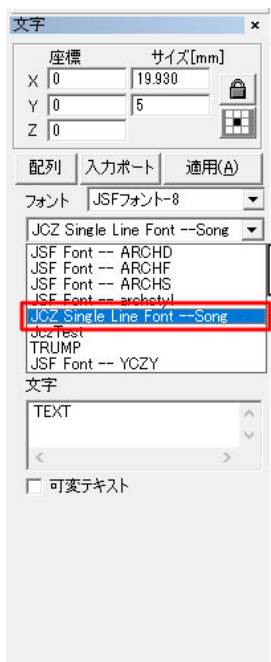 文字 ×
座標 サイズ[mm]
X 0 19.930
Y 0 5
Z 0
配列 入力ポート 適用(A)
フォント JSFフォント-8
JCZ Single Line Font --Song
JSF Font -- ARCHD
JSF Font -- ARCHF
JSF Font -- ARCHS
JSF Font -- archstyl
JCZ Single Line Font --Song
JczTest
TRUMP
JSF Font -- YCZY
文字
TEXT
可変テキスト